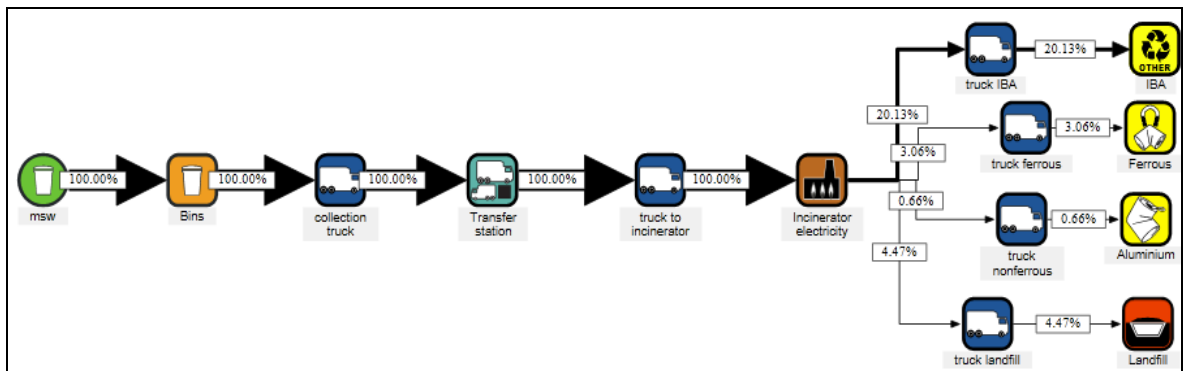 100.00%
100.00%
100.00%
100.00%
100.00%
msw
Bins
collection
truck
Transfer
station
truck to
incinerator
Incinerator
electricity
20.13%
3.06%
0.66%
4.47%
truck IBA
20.13%
OTHER
IBA
truck ferrous
3.06%
Ferrous
truck
nonferrous
0.66%
Aluminium
truck landfill
4.47%
Landfill